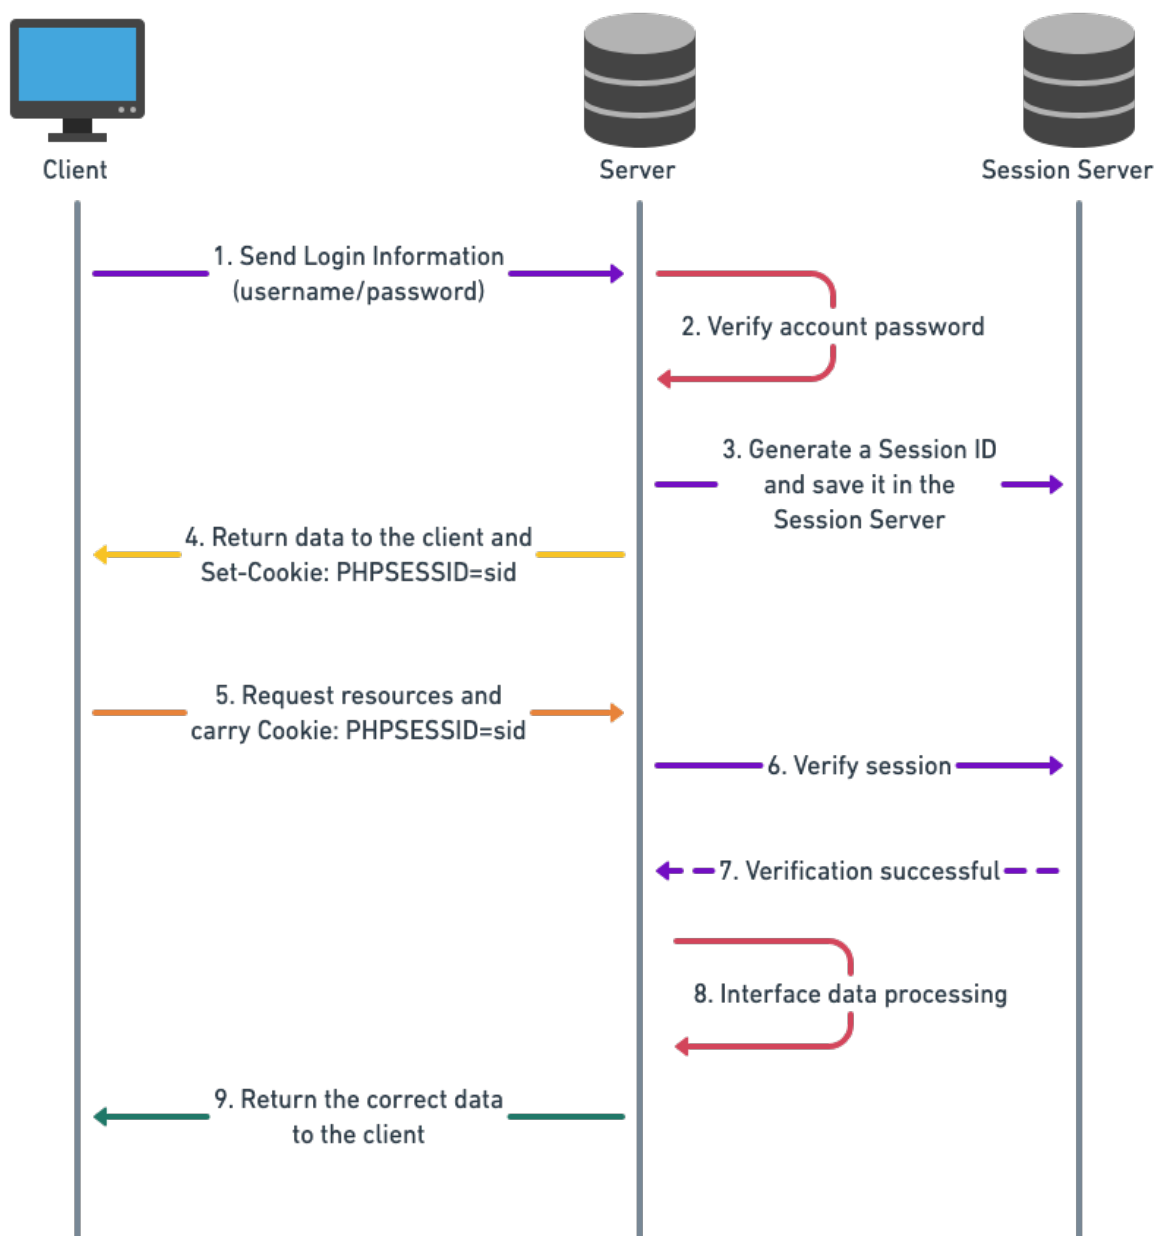 Client
Server
Session Server
1. Send Login Information
(username/password)
2. Verify account password
3. Generate a Session ID
and save it in the
Session Server
4. Return data to the client and
Set-Cookie: PHPSESSID=sid
5. Request resources and
carry Cookie: PHPSESSID=sid
6. Verify session
7. Verification successful
8. Interface data processing
9. Return the correct data
to the client